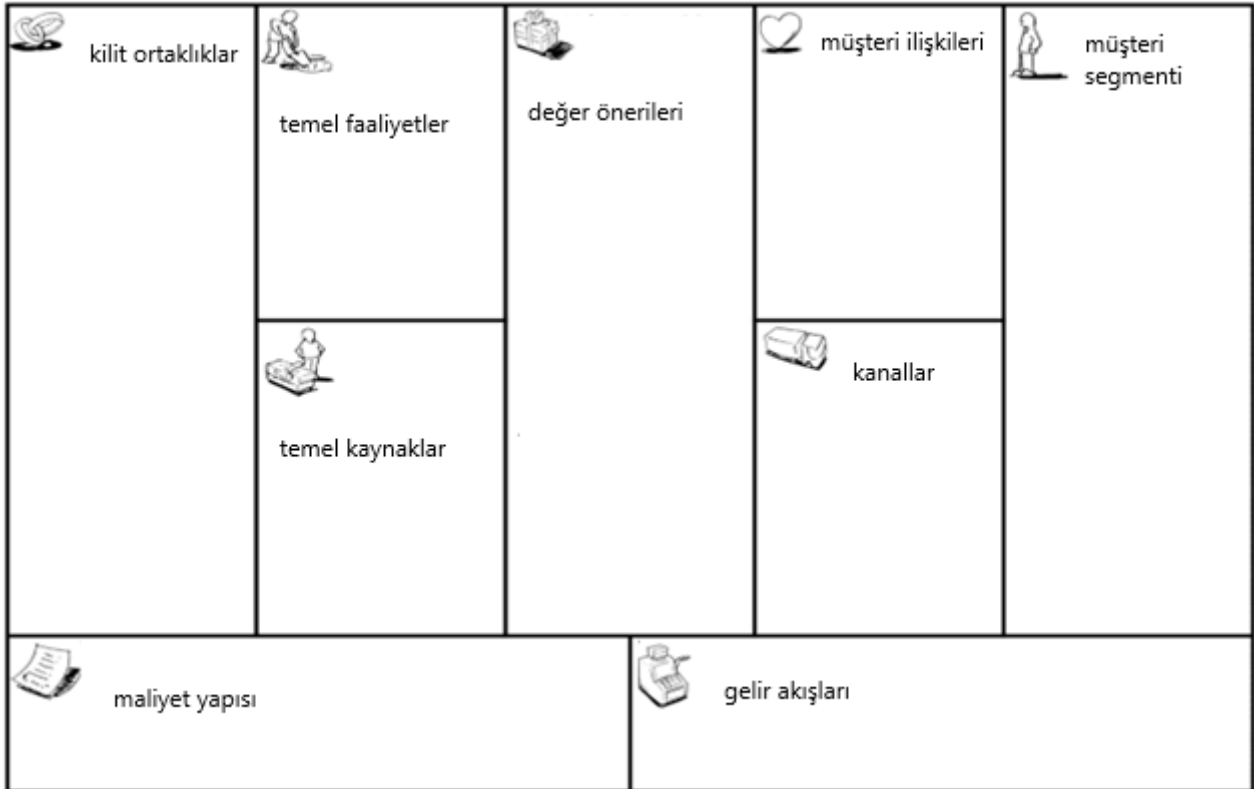 kilit ortaklıklar
temel faaliyetler
temel kaynaklar
değer önerileri
müşteri ilişkileri
kanallar
müşteri
segmenti
maliyet yapısı
gelir akışları